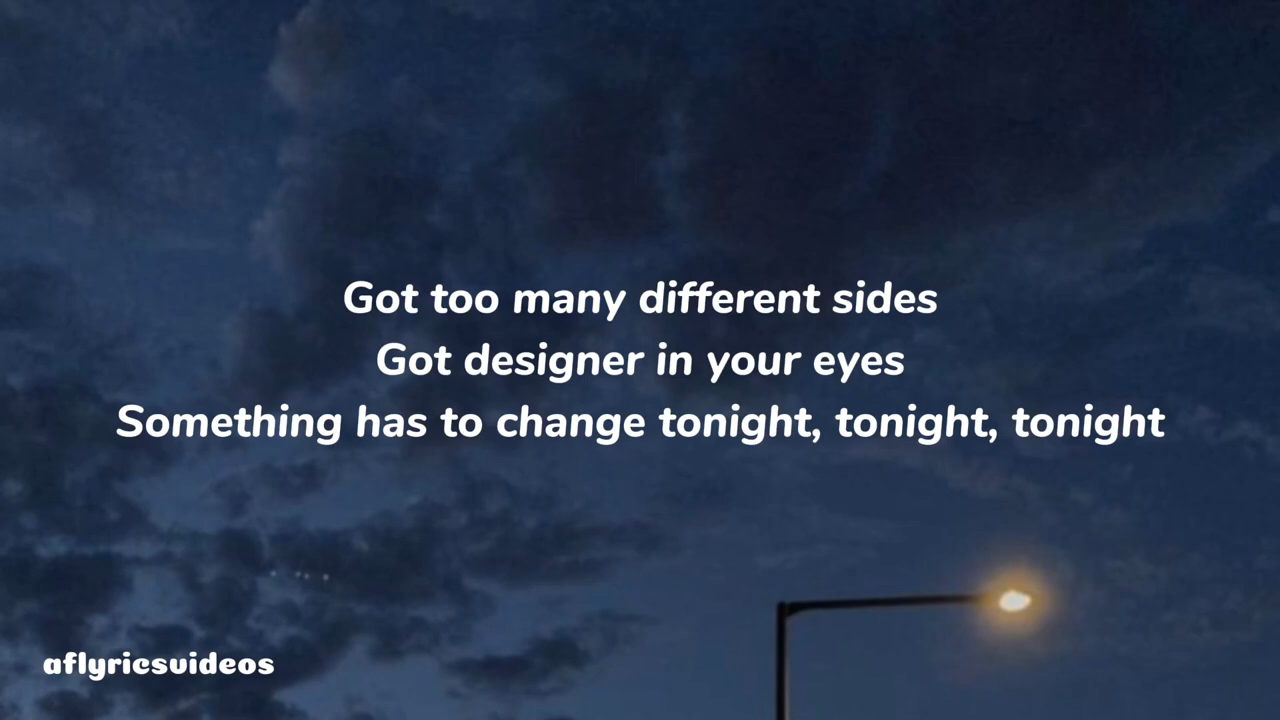 Got too many different sides
Got designer in your eyes
Something has to change tonight, tonight, tonight
aflyricsvideos